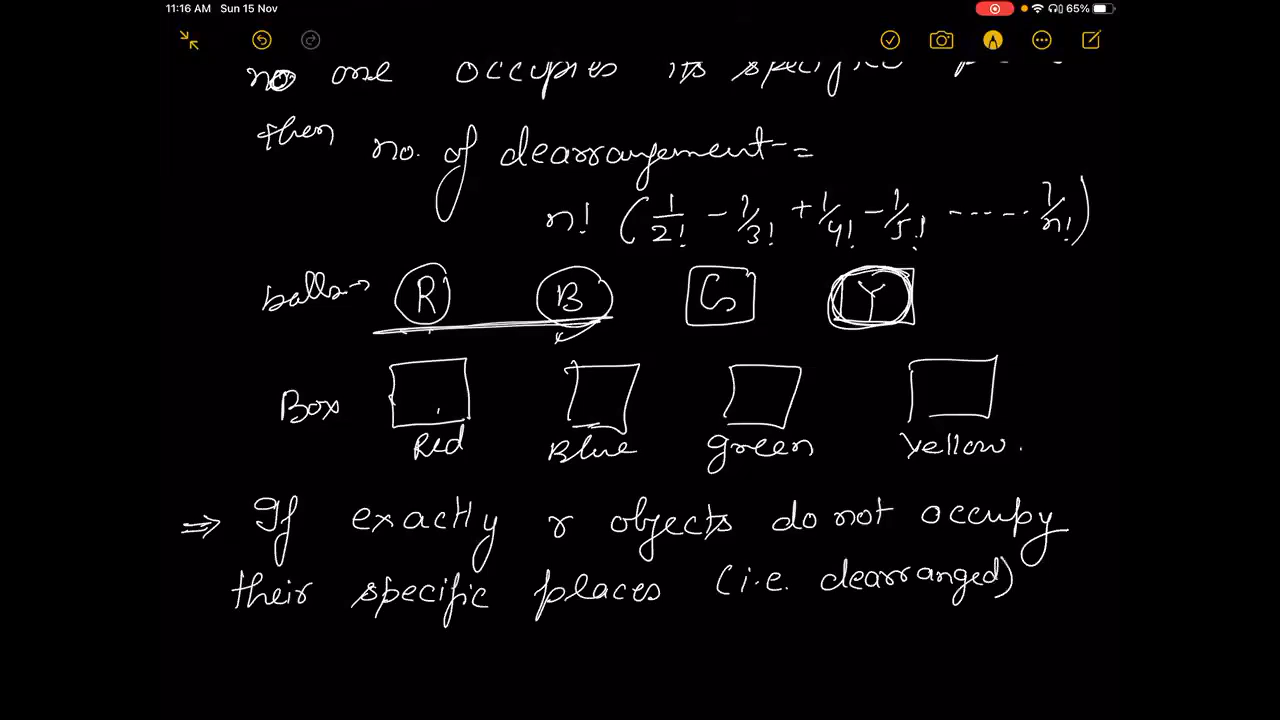 11:16 AM Sun 15 Nov 65%
no one occupies its specified
then no. of dearrangement =
n! (1/2! - 1/3! + 1/4! - 1/5! ------ 1/n!)
balls→ R B G Y
Box
Red Blue green Yellow.
⇒ If exactly r objects do not occupy
their specific places (i.e. dearranged)